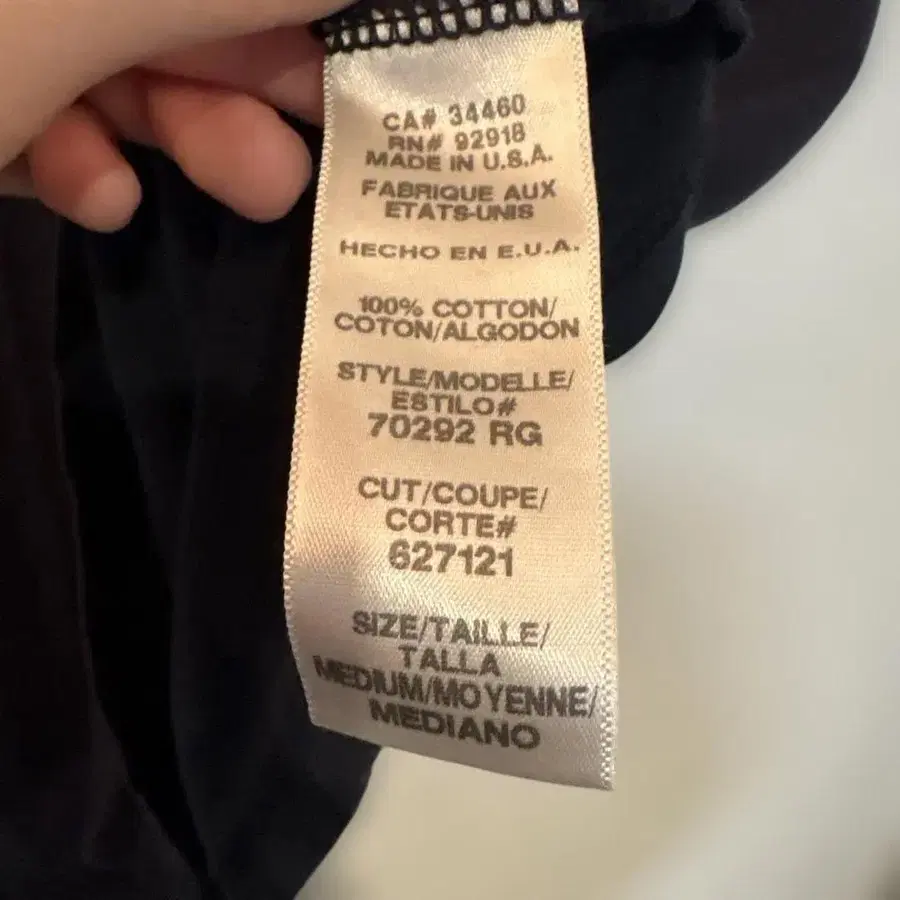 CA# 34460
RN# 92918
MADE IN U.S.A.
FABRIQUE AUX
ETATS-UNIS
HECHO EN E.U.A.
100% COTTON/
COTON/ALGODON
STYLE/MODELLE/
ESTILO#
70292 RG
CUT/COUPE/
CORTE#
627121
SIZE/TAILLE/
TALLA
MEDIUM/MOYENNE/
MEDIANO